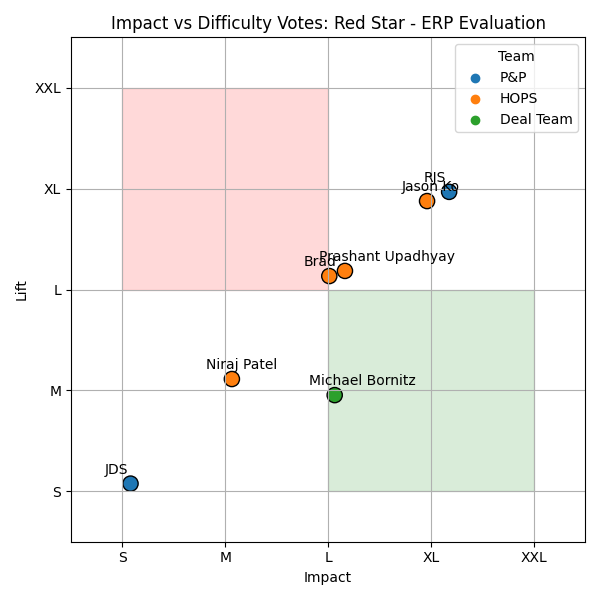 Impact vs Difficulty Votes: Red Star - ERP Evaluation
Team
P&P
HOPS
Deal Team
XXL
XL
L
M
S
Lift
RJS
Jason Ko
Prashant Upadhyay
Brad
Niraj Patel
Michael Bornitz
JDS
S
M
L
XL
XXL
Impact